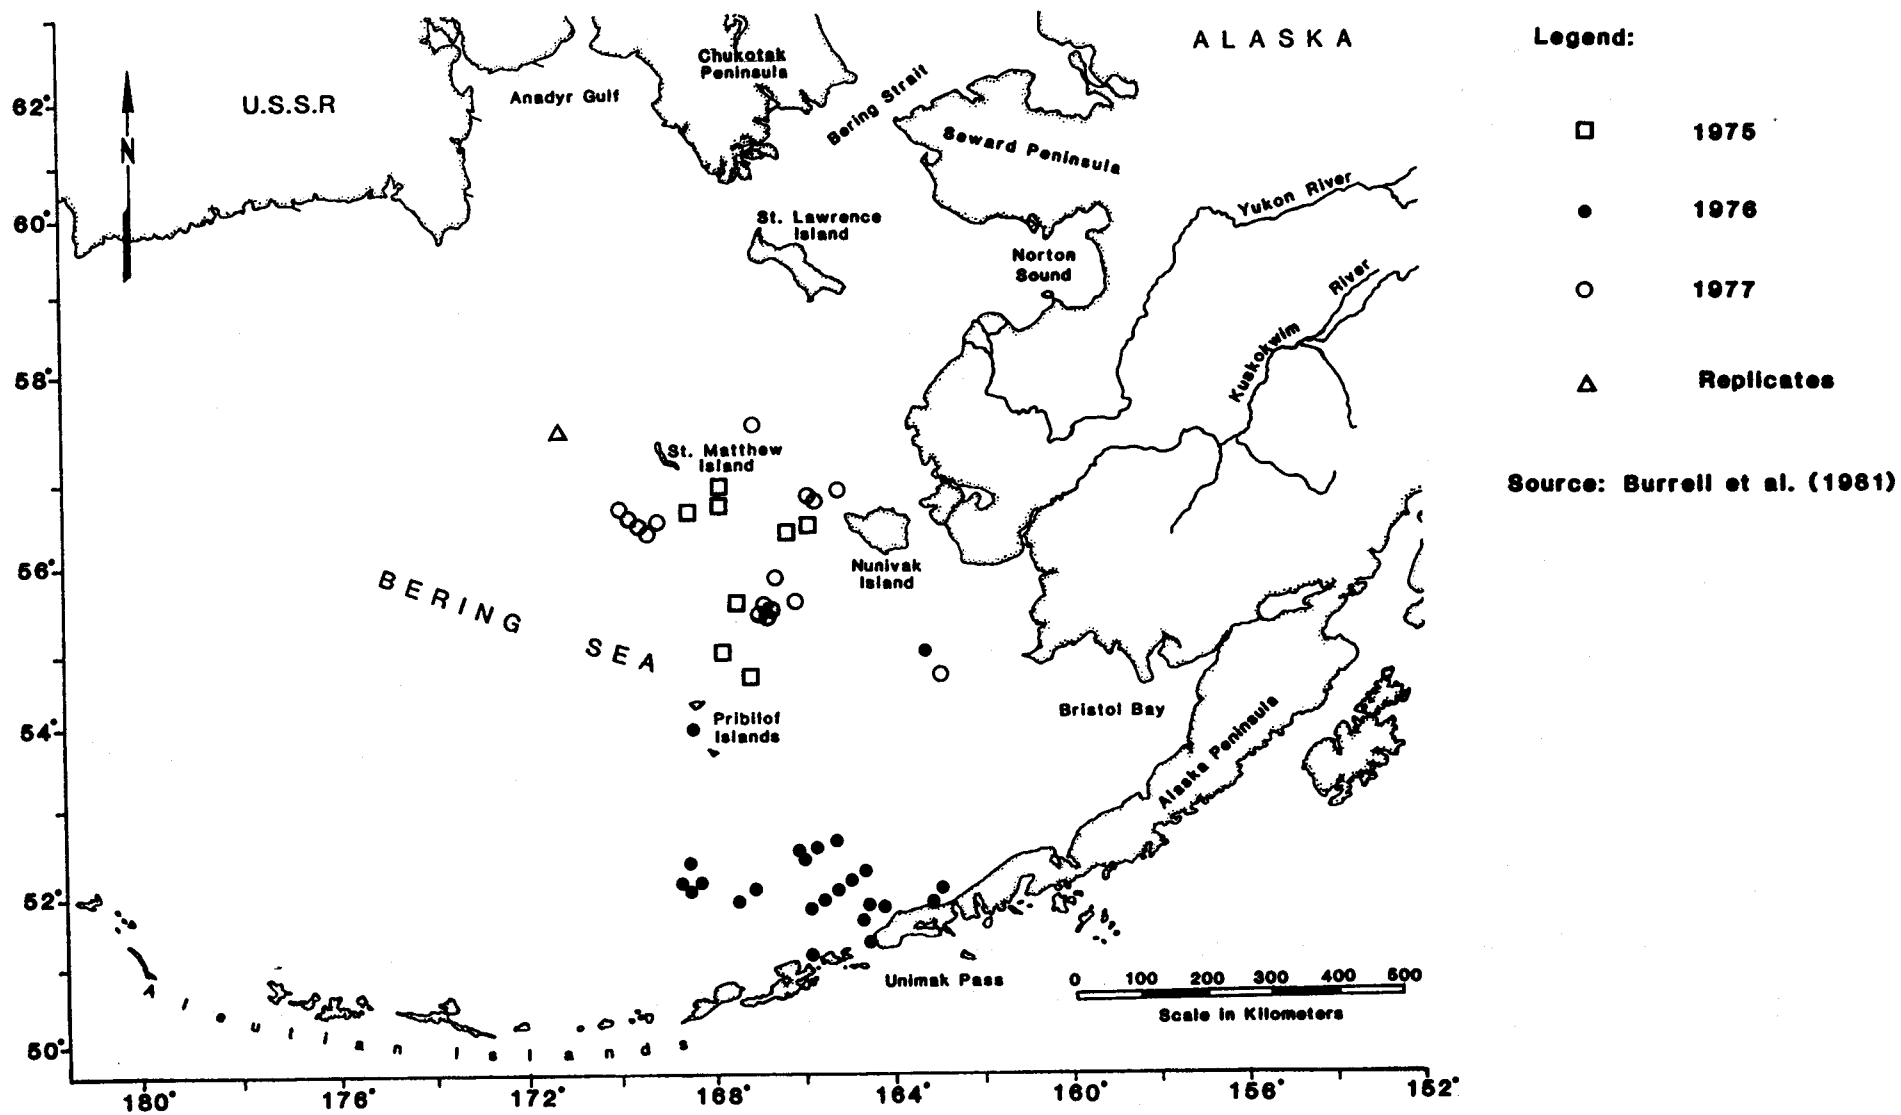 ALASKA
Legend:
Chukotak
Peninsula
Anadyr Gulf
U.S.S.R
Bering Strait
62°
N
Seward Peninsula
1975
Yukon River
1976
60°
St. Lawrence
Island
Norton
Sound
Kuskokwim River
1977
58°
Replicates
St. Matthew
Island
Source: Burrell et al. (1981)
56°
Nunivak
Island
BERING SEA
Bristol Bay
54°
Pribilof
Islands
Alaska Peninsula
52°
Unimak Pass
0 100 200 300 400 500
Scale in Kilometers
Aleutian Islands
50°
180° 176° 172° 168° 164° 160° 156° 152°